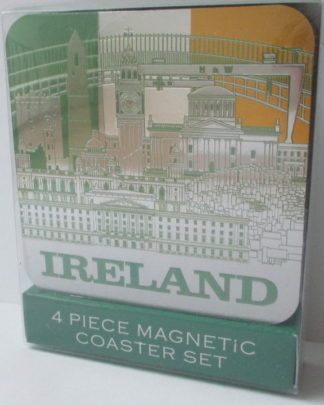 H & W
IRELAND
4 PIECE MAGNETIC
COASTER SET